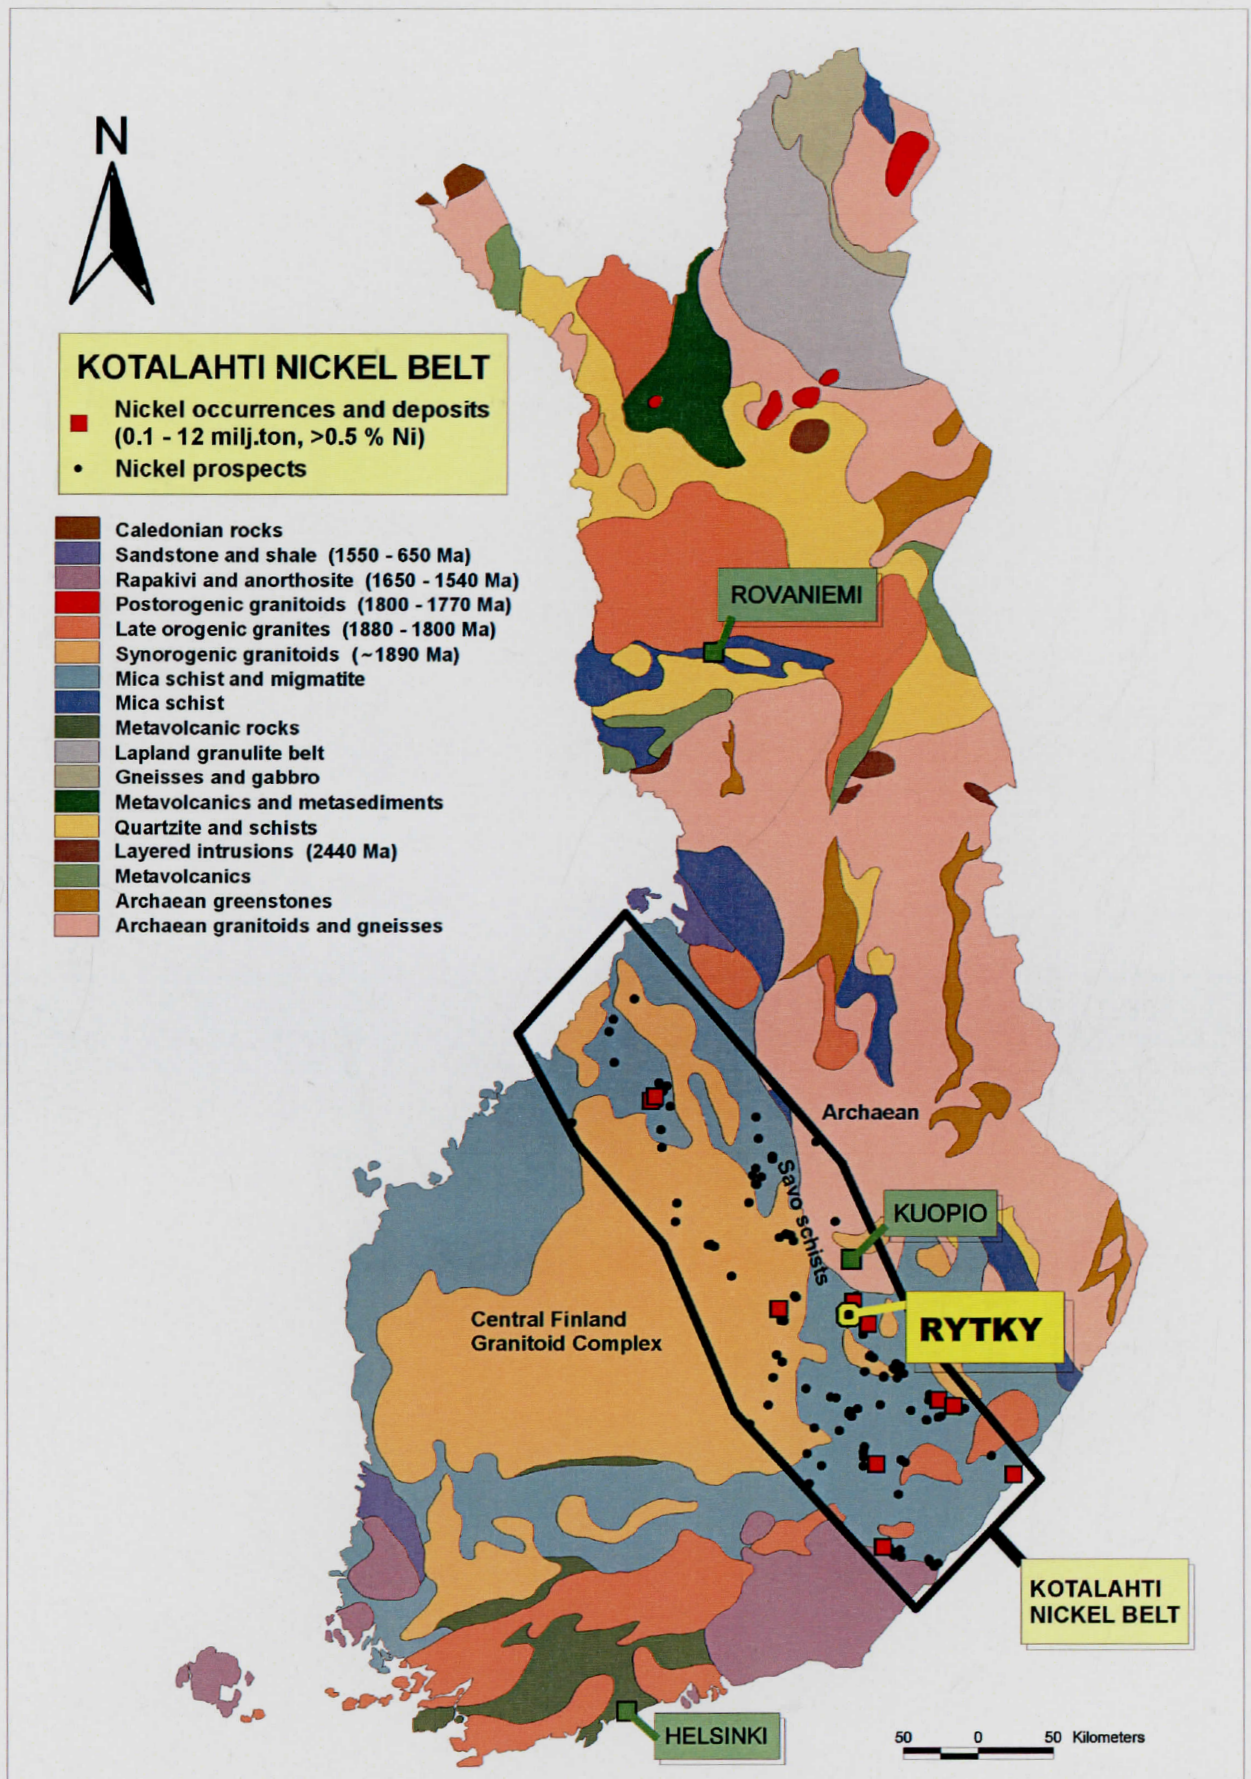 N
KOTALAHTI NICKEL BELT
Nickel occurrences and deposits
(0.1 - 12 milj.ton, >0.5 % Ni)
Nickel prospects
Caledonian rocks
Sandstone and shale (1550 - 650 Ma)
Rapakivi and anorthosite (1650 - 1540 Ma)
Postorogenic granitoids (1800 - 1770 Ma)
Late orogenic granites (1880 - 1800 Ma)
Synorogenic granitoids (~1890 Ma)
Mica schist and migmatite
Mica schist
Metavolcanic rocks
Lapland granulite belt
Gneisses and gabbro
Metavolcanics and metasediments
Quartzite and schists
Layered intrusions (2440 Ma)
Metavolcanics
Archaean greenstones
Archaean granitoids and gneisses
ROVANIEMI
Archaean
Savo schists
KUOPIO
RYTKY
Central Finland
Granitoid Complex
KOTALAHTI
NICKEL BELT
HELSINKI
50 0 50 Kilometers